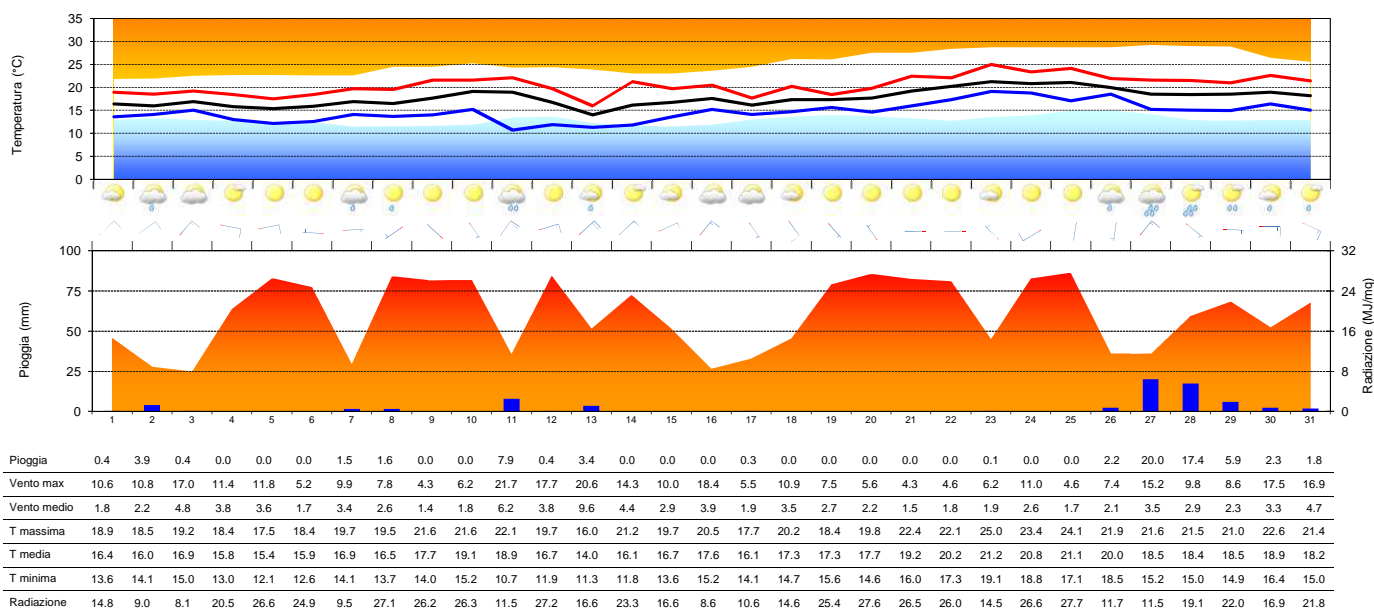 35
30
25
20
15
10
5
0
Temperatura (°C)
100
75
50
25
0
Pioggia (mm)
32
24
16
8
0
Radiazione (MJ/mq)
1 2 3 4 5 6 7 8 9 10 11 12 13 14 15 16 17 18 19 20 21 22 23 24 25 26 27 28 29 30 31
Pioggia 0.4 3.9 0.4 0.0 0.0 0.0 1.5 1.6 0.0 0.0 7.9 0.4 3.4 0.0 0.0 0.0 0.3 0.0 0.0 0.0 0.0 0.0 0.1 0.0 0.0 2.2 20.0 17.4 5.9 2.3 1.8
Vento max 10.6 10.8 17.0 11.4 11.8 5.2 9.9 7.8 4.3 6.2 21.7 17.7 20.6 14.3 10.0 18.4 5.5 10.9 7.5 5.6 4.3 4.6 6.2 11.0 4.6 7.4 15.2 9.8 8.6 17.5 16.9
Vento medio 1.8 2.2 4.8 3.8 3.6 1.7 3.4 2.6 1.4 1.8 6.2 3.8 9.6 4.4 2.9 3.9 1.9 3.5 2.7 2.2 1.5 1.8 1.9 2.6 1.7 2.1 3.5 2.9 2.3 3.3 4.7
T massima 18.9 18.5 19.2 18.4 17.5 18.4 19.7 19.5 21.6 21.6 22.1 19.7 16.0 21.2 19.7 20.5 17.7 20.2 18.4 19.8 22.4 22.1 25.0 23.4 24.1 21.9 21.6 21.5 21.0 22.6 21.4
T media 16.4 16.0 16.9 15.8 15.4 15.9 16.9 16.5 17.7 19.1 18.9 16.7 14.0 16.1 16.7 17.6 16.1 17.3 17.3 17.7 19.2 20.2 21.2 20.8 21.1 20.0 18.5 18.4 18.5 18.9 18.2
T minima 13.6 14.1 15.0 13.0 12.1 12.6 14.1 13.7 14.0 15.2 10.7 11.9 11.3 11.8 13.6 15.2 14.1 14.7 15.6 14.6 16.0 17.3 19.1 18.8 17.1 18.5 15.2 15.0 14.9 16.4 15.0
Radiazione 14.8 9.0 8.1 20.5 26.6 24.9 9.5 27.1 26.2 26.3 11.5 27.2 16.6 23.3 16.6 8.6 10.6 14.6 25.4 27.6 26.5 26.0 14.5 26.6 27.7 11.7 11.5 19.1 22.0 16.9 21.8